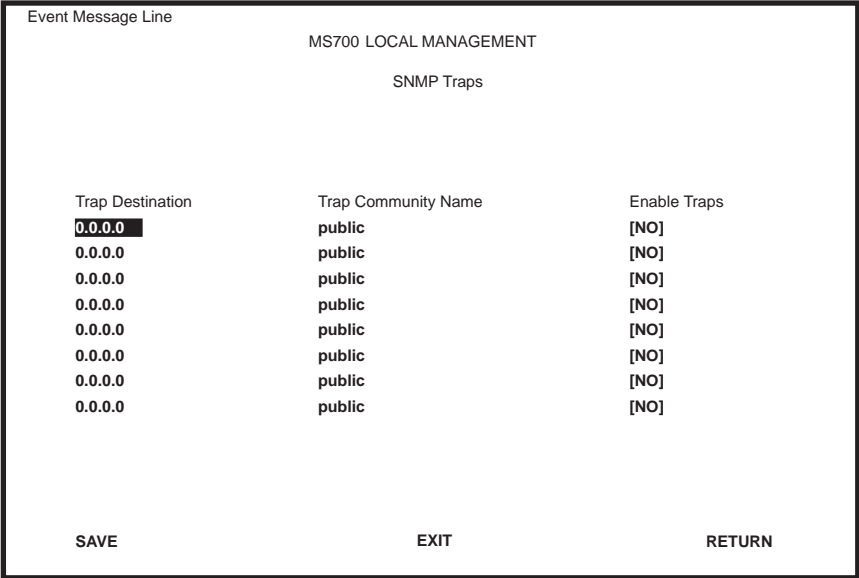 Event Message Line
MS700 LOCAL MANAGEMENT
SNMP Traps
Trap Destination Trap Community Name Enable Traps
0.0.0.0 public [NO]
0.0.0.0 public [NO]
0.0.0.0 public [NO]
0.0.0.0 public [NO]
0.0.0.0 public [NO]
0.0.0.0 public [NO]
0.0.0.0 public [NO]
0.0.0.0 public [NO]
SAVE EXIT RETURN